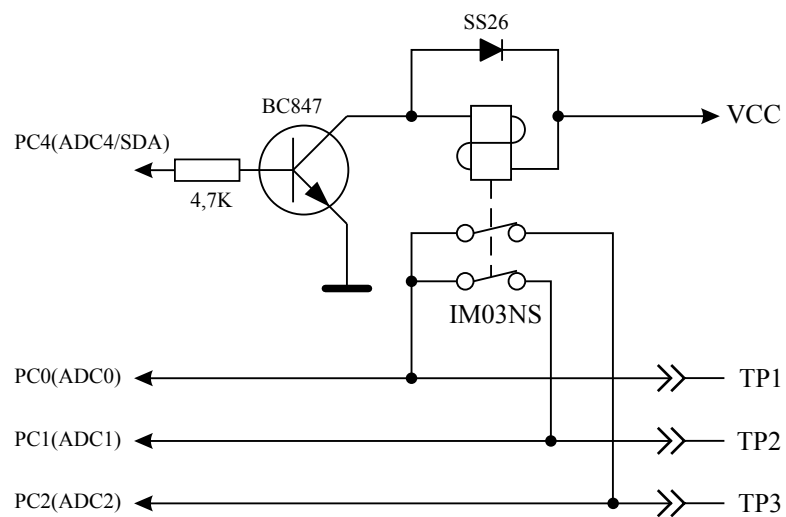 SS26
BC847
VCC
PC4(ADC4/SDA)
4,7K
IM03NS
PC0(ADC0)
TP1
PC1(ADC1)
TP2
PC2(ADC2)
TP3